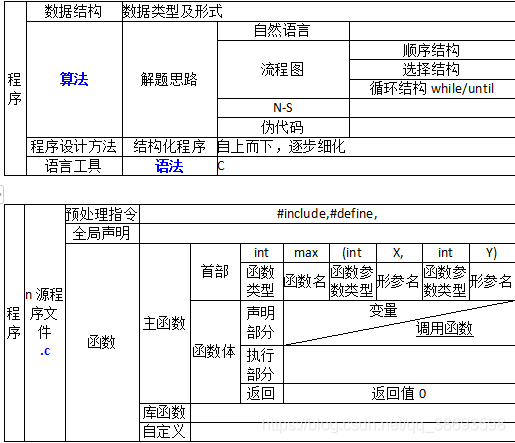 数据结构 数据类型及形式
程序 算法 解题思路 自然语言
流程图 顺序结构
选择结构
循环结构 while/until
N-S
伪代码
程序设计方法 结构化程序 自上而下，逐步细化
语言工具 语法 C
程序 n 源程序文件 .c 预处理指令 #include,#define,
全局声明
函数 主函数 首部 int max (int X, int Y)
函数类型 函数名 函数参数类型 形参名 函数参数类型 形参名
函数体 声明部分 变量
调用函数
执行部分
返回 返回值 0
库函数
自定义